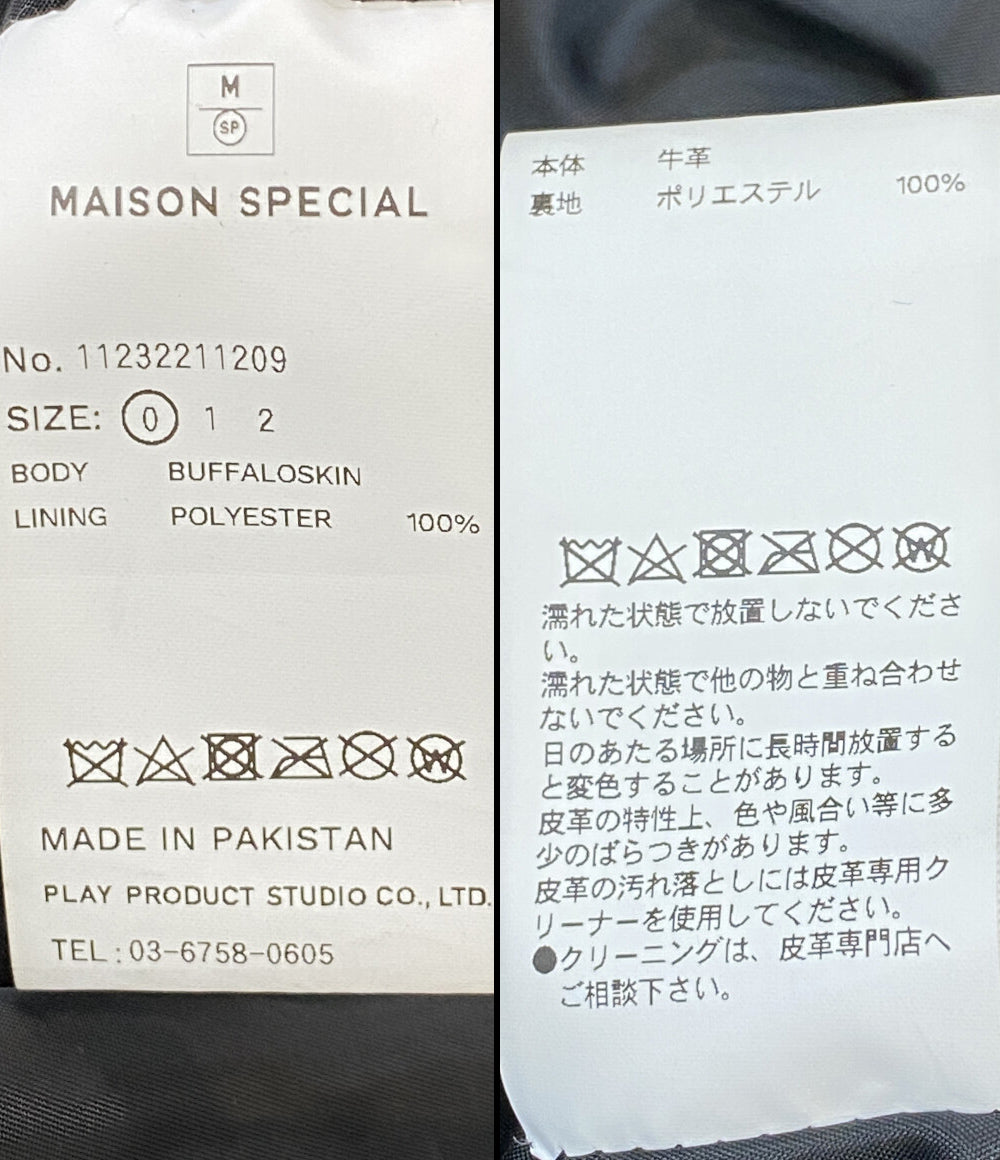 M
SP
MAISON SPECIAL
No. 11232211209
SIZE: 0 1 2
BODY BUFFALOSKIN
LINING POLYESTER 100%
W
MADE IN PAKISTAN
PLAY PRODUCT STUDIO CO., LTD.
TEL : 03-6758-0605
本体 牛革
裏地 ポリエステル 100%
W
濡れた状態で放置しないでくださ
い。
濡れた状態で他の物と重ね合わせ
ないでください。
日のあたる場所に長時間放置する
と変色することがあります。
皮革の特性上、色や風合い等に多
少のばらつきがあります。
皮革の汚れ落としには皮革専用ク
リーナーを使用してください。
●クリーニングは、皮革専門店へ
ご相談下さい。